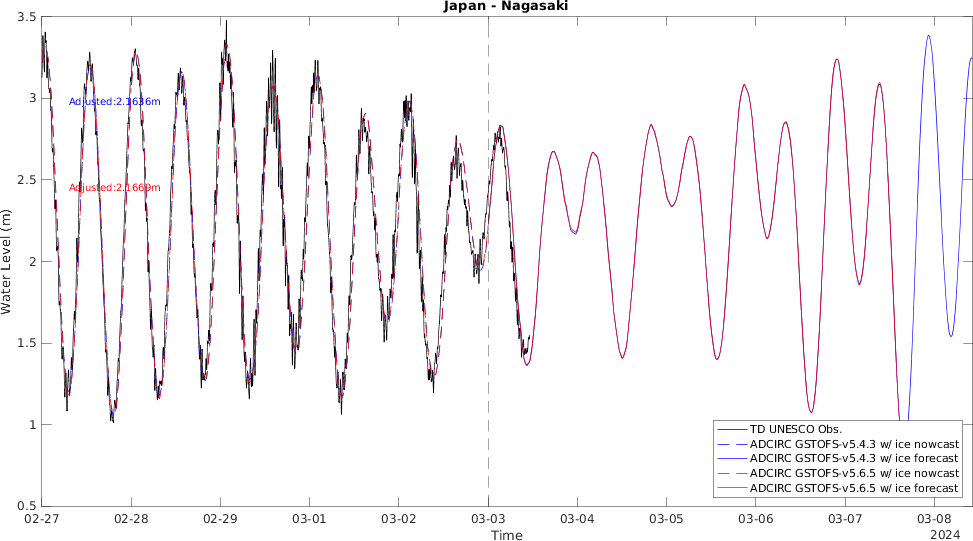 Japan - Nagasaki
Water Level (m)
3.5
3
2.5
2
1.5
1
0.5
Adjusted:2.1636m
Adjusted:2.1669m
TD UNESCO Obs.
ADCIRC GSTOFS-v5.4.3 w/ ice nowcast
ADCIRC GSTOFS-v5.4.3 w/ ice forecast
ADCIRC GSTOFS-v5.6.5 w/ ice nowcast
ADCIRC GSTOFS-v5.6.5 w/ ice forecast
02-27 02-28 02-29 03-01 03-02 03-03 03-04 03-05 03-06 03-07 03-08
Time
2024